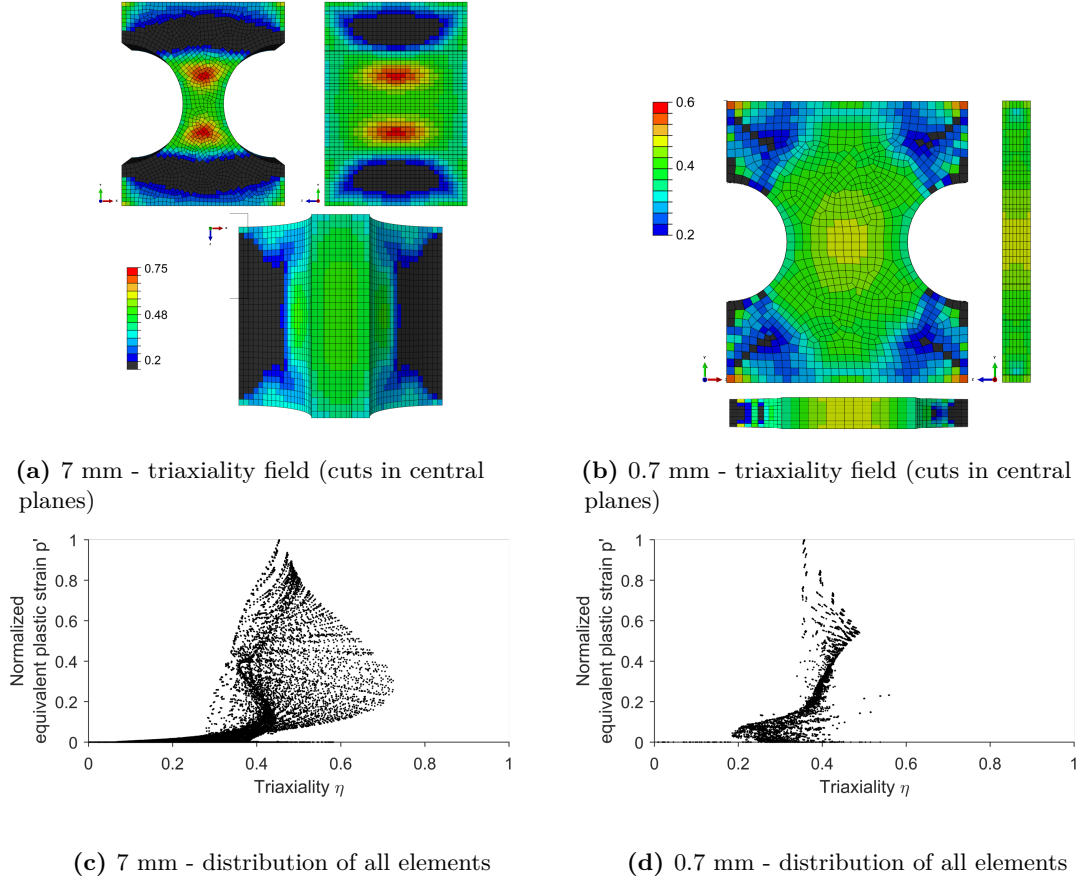 0.75
0.48
0.2
0.6
0.4
0.2
(a) 7 mm - triaxiality field (cuts in central
planes)
(b) 0.7 mm - triaxiality field (cuts in central
planes)
Normalized
equivalent plastic strain p'
1
0.8
0.6
0.4
0.2
0
0 0.2 0.4 0.6 0.8 1
Triaxiality η
Normalized
equivalent plastic strain p'
1
0.8
0.6
0.4
0.2
0
0 0.2 0.4 0.6 0.8 1
Triaxiality η
(c) 7 mm - distribution of all elements
(d) 0.7 mm - distribution of all elements